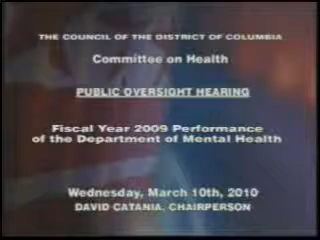 THE COUNCIL OF THE DISTRICT OF COLUMBIA
Committee on Health
PUBLIC OVERSIGHT HEARING
Fiscal Year 2009 Performance
of the Department of Mental Health
Wednesday, March 10th, 2010
DAVID CATANIA, CHAIRPERSON